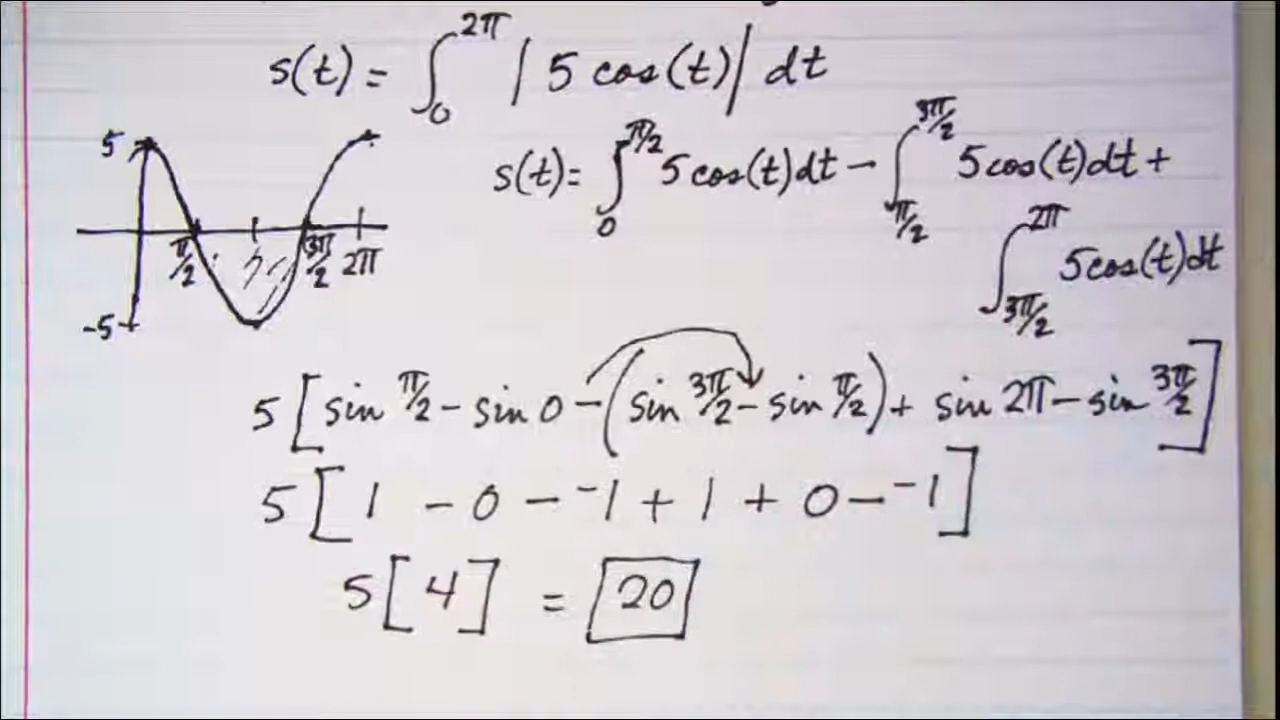 s(t) = ∫₀^2π |5 cos(t)| dt
s(t) = ∫₀^π/2 5cos(t)dt − ∫_π/2^3π/2 5cos(t)dt +
∫_3π/2^2π 5cos(t)dt
5
π/2 3π/2 2π
-5
5[sin π/2 − sin 0 − (sin 3π/2 − sin π/2) + sin 2π − sin 3π/2]
5[1 − 0 − ⁻1 + 1 + 0 − ⁻1]
5[4] = 20